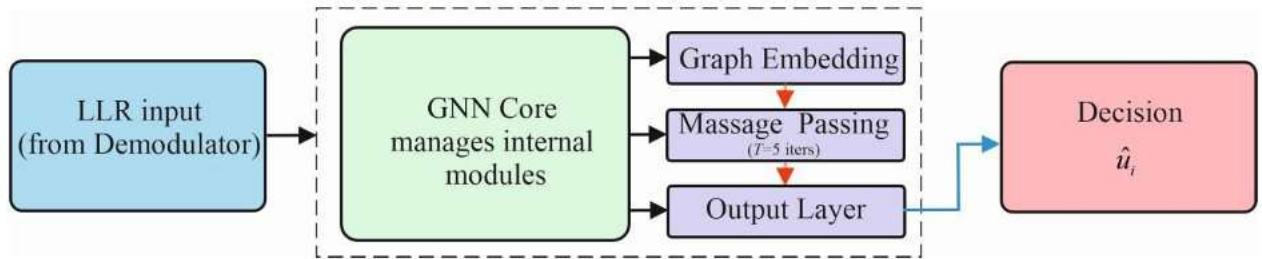 LLR input
(from Demodulator)
GNN Core
manages internal
modules
Graph Embedding
Massage Passing
(T=5 iters)
Output Layer
Decision
û_i